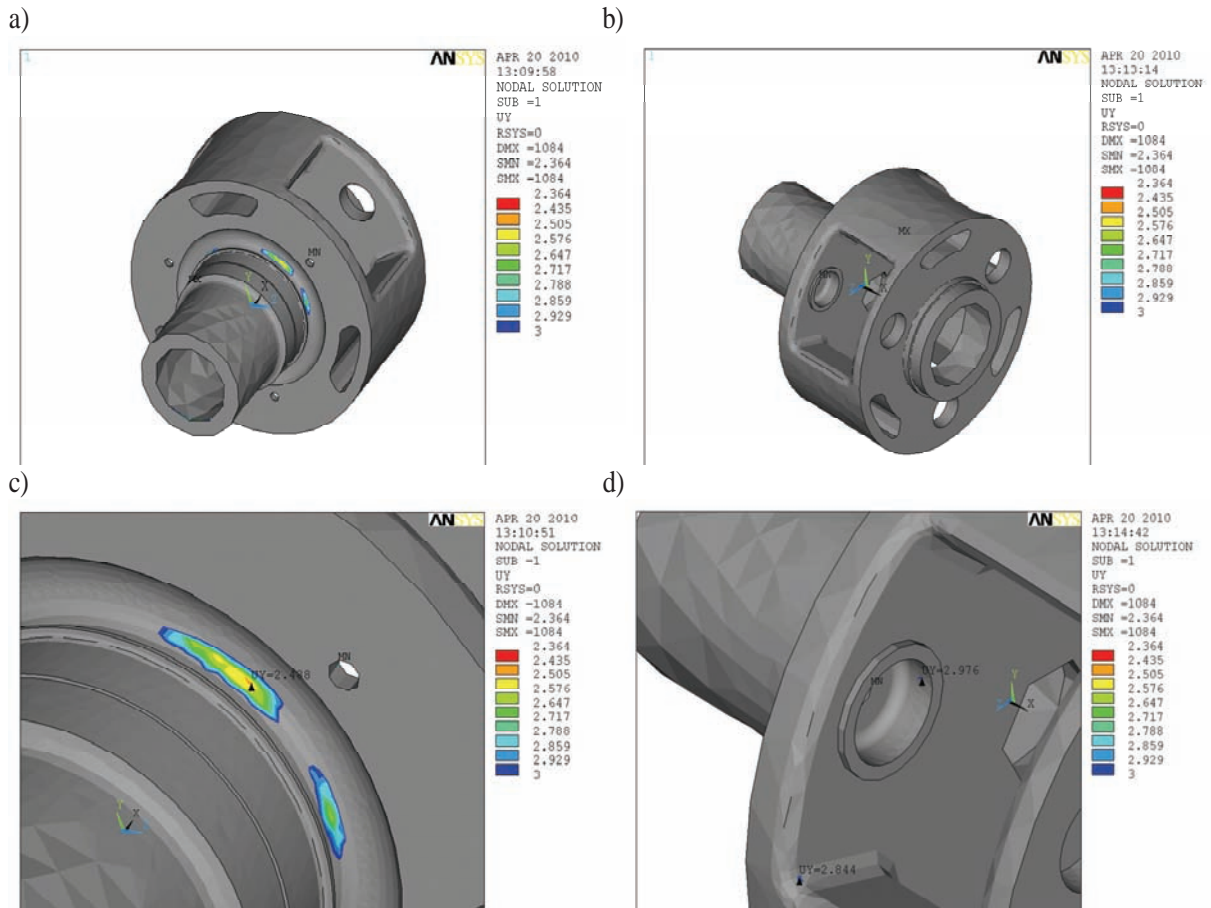 a)
1
ANSYS
APR 20 2010
13:09:58
NODAL SOLUTION
SUB =1
UY
RSYS=0
DMX =1084
SMN =2.364
SMX =1084
2.364
2.435
2.505
2.576
2.647
2.717
2.788
2.859
2.929
3
MN
MX
Y
X
b)
1
ANSYS
APR 20 2010
13:13:14
NODAL SOLUTION
SUB =1
UY
RSYS=0
DMX =1084
SMN =2.364
SMX =1084
2.364
2.435
2.505
2.576
2.647
2.717
2.788
2.859
2.929
3
MX
MN
Y
X
c)
ANSYS
APR 20 2010
13:10:51
NODAL SOLUTION
SUB -1
UY
RSYS=0
DMX -1084
SMN =2.364
SMX =1084
2.364
2.435
2.505
2.576
2.647
2.717
2.788
2.859
2.929
3
MN
UY=2.488
Y
X
d)
ANSYS
APR 20 2010
13:14:42
NODAL SOLUTION
SUB =1
UY
RSYS=0
DMX =1084
SMN =2.364
SMX =1084
2.364
2.435
2.505
2.576
2.647
2.717
2.788
2.859
2.929
3
UY=2.976
MN
Y
X
UY=2.844